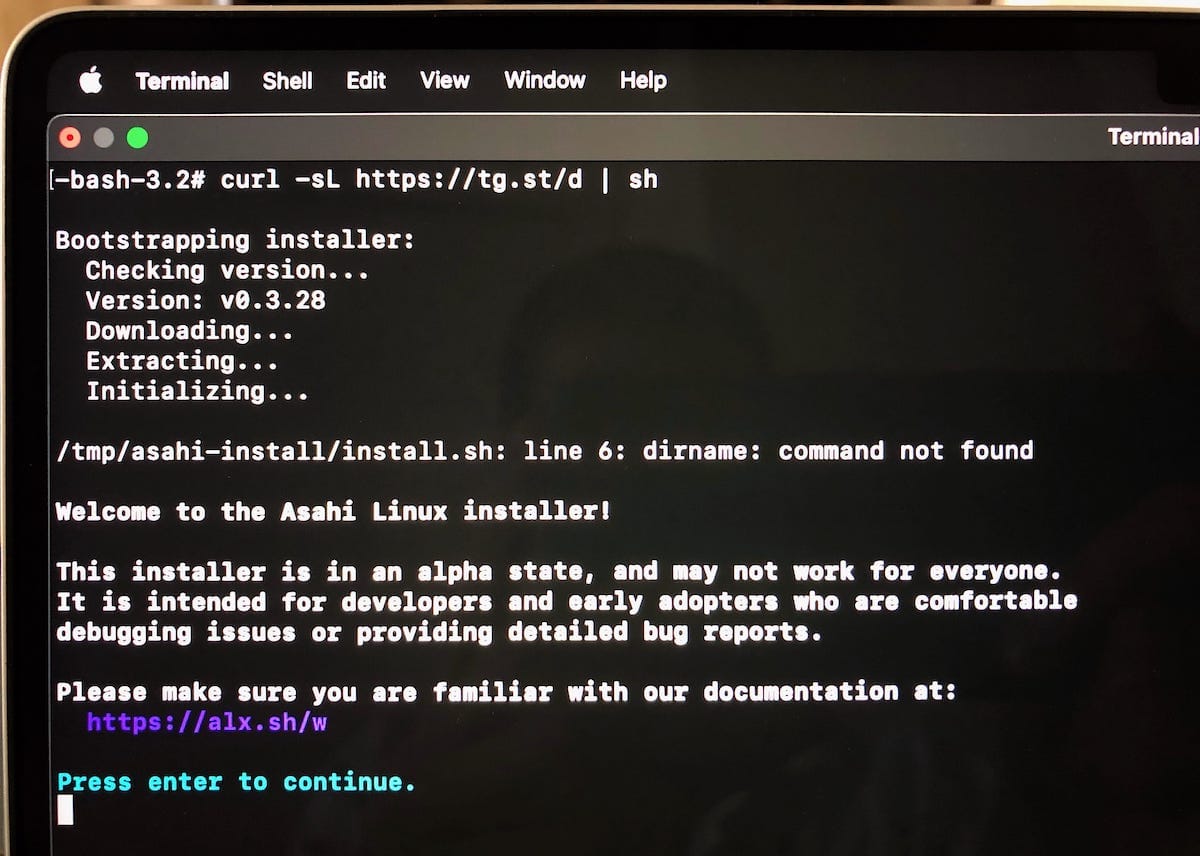 Terminal Shell Edit View Window Help
Terminal
[-bash-3.2# curl -sL https://tg.st/d | sh
Bootstrapping installer:
Checking version...
Version: v0.3.28
Downloading...
Extracting...
Initializing...
/tmp/asahi-install/install.sh: line 6: dirname: command not found
Welcome to the Asahi Linux installer!
This installer is in an alpha state, and may not work for everyone.
It is intended for developers and early adopters who are comfortable
debugging issues or providing detailed bug reports.
Please make sure you are familiar with our documentation at:
https://alx.sh/w
Press enter to continue.